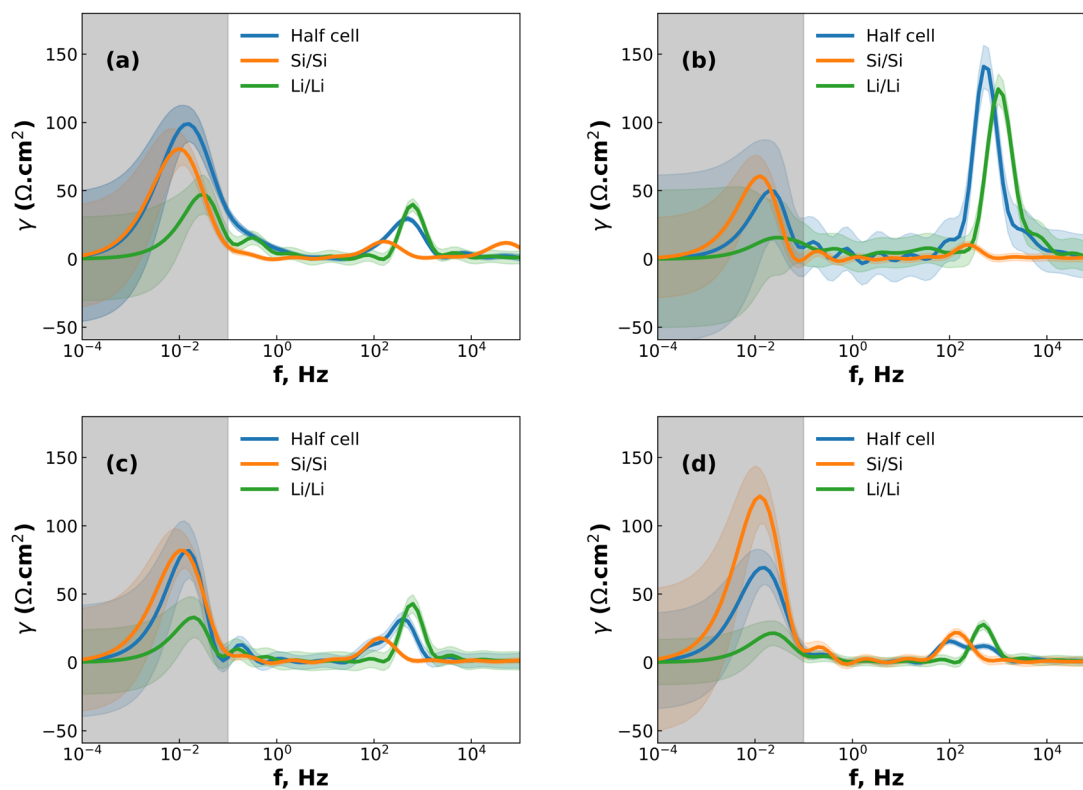 (a)
Half cell
Si/Si
Li/Li
150
100
50
0
−50
γ (Ω.cm²)
10⁻⁴ 10⁻² 10⁰ 10² 10⁴
f, Hz
(b)
Half cell
Si/Si
Li/Li
150
100
50
0
−50
γ (Ω.cm²)
10⁻⁴ 10⁻² 10⁰ 10² 10⁴
f, Hz
(c)
Half cell
Si/Si
Li/Li
150
100
50
0
−50
γ (Ω.cm²)
10⁻⁴ 10⁻² 10⁰ 10² 10⁴
f, Hz
(d)
Half cell
Si/Si
Li/Li
150
100
50
0
−50
γ (Ω.cm²)
10⁻⁴ 10⁻² 10⁰ 10² 10⁴
f, Hz